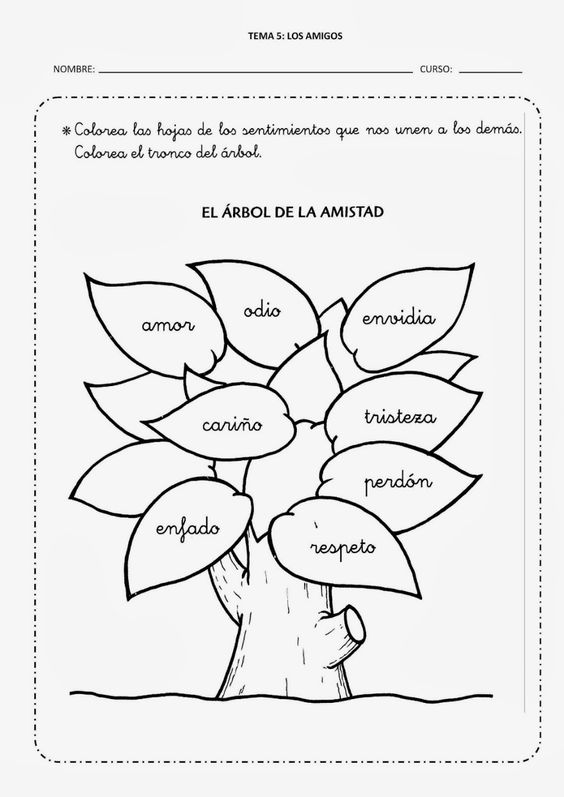 TEMA 5: LOS AMIGOS
NOMBRE: CURSO:
* Colorea las hojas de los sentimientos que nos unen a los demás.
Colorea el tronco del árbol.
EL ÁRBOL DE LA AMISTAD
amor
odio
envidia
cariño
tristeza
perdón
enfado
respeto